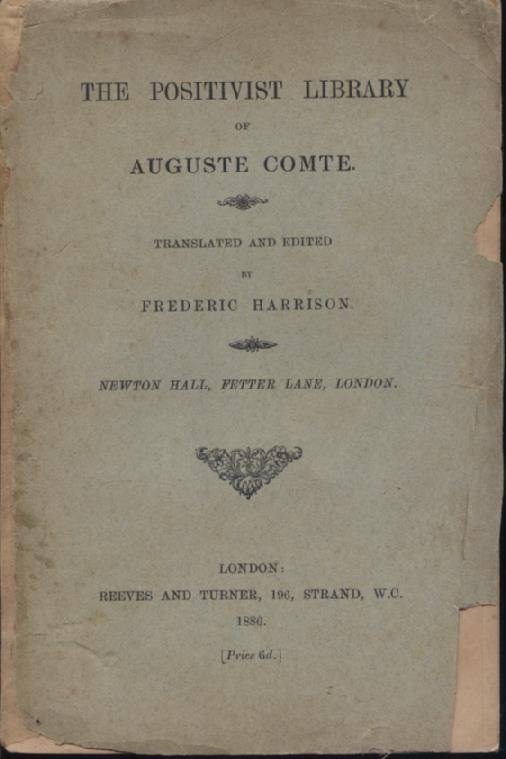 THE POSITIVIST LIBRARY
OF
AUGUSTE COMTE.
TRANSLATED AND EDITED
BY
FREDERIC HARRISON.
NEWTON HALL, FETTER LANE, LONDON.
LONDON:
REEVES AND TURNER, 196, STRAND, W.C.
1886.
[Price 6d.]